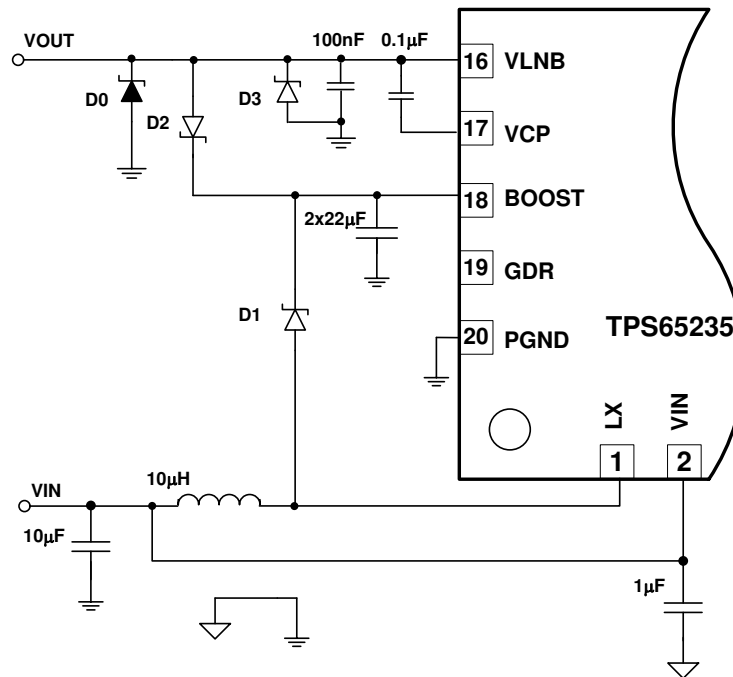 VOUT
100nF
0.1µF
16 VLNB
D0
D2
D3
17 VCP
2x22µF
18 BOOST
19 GDR
D1
20 PGND
TPS65235
LX
VIN
1
2
VIN
10µH
10µF
1µF